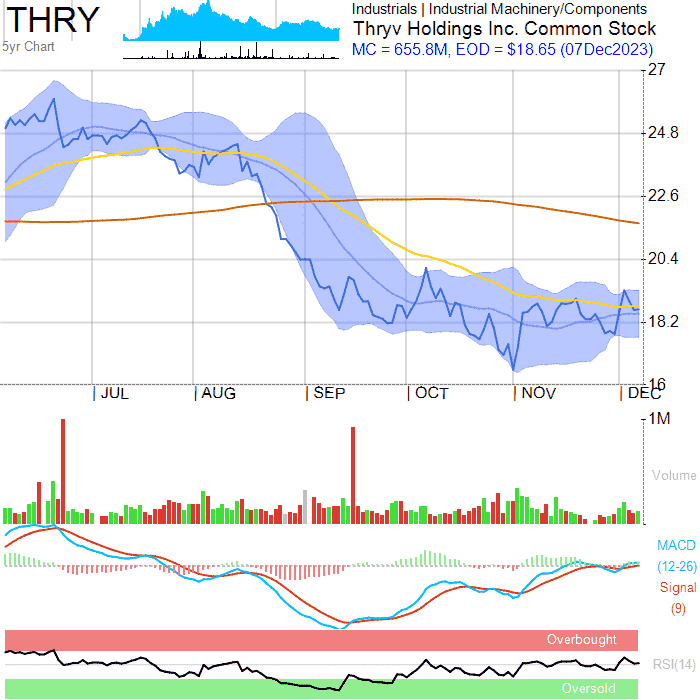 THRY
5yr Chart
Industrials | Industrial Machinery/Components
Thryv Holdings Inc. Common Stock
MC = 655.8M, EOD = $18.65 (07Dec2023)
27
24.8
22.6
20.4
18.2
16
JUL AUG SEP OCT NOV DEC
1M
Volume
MACD
(12-26)
Signal
(9)
Overbought
RSI(14)
Oversold